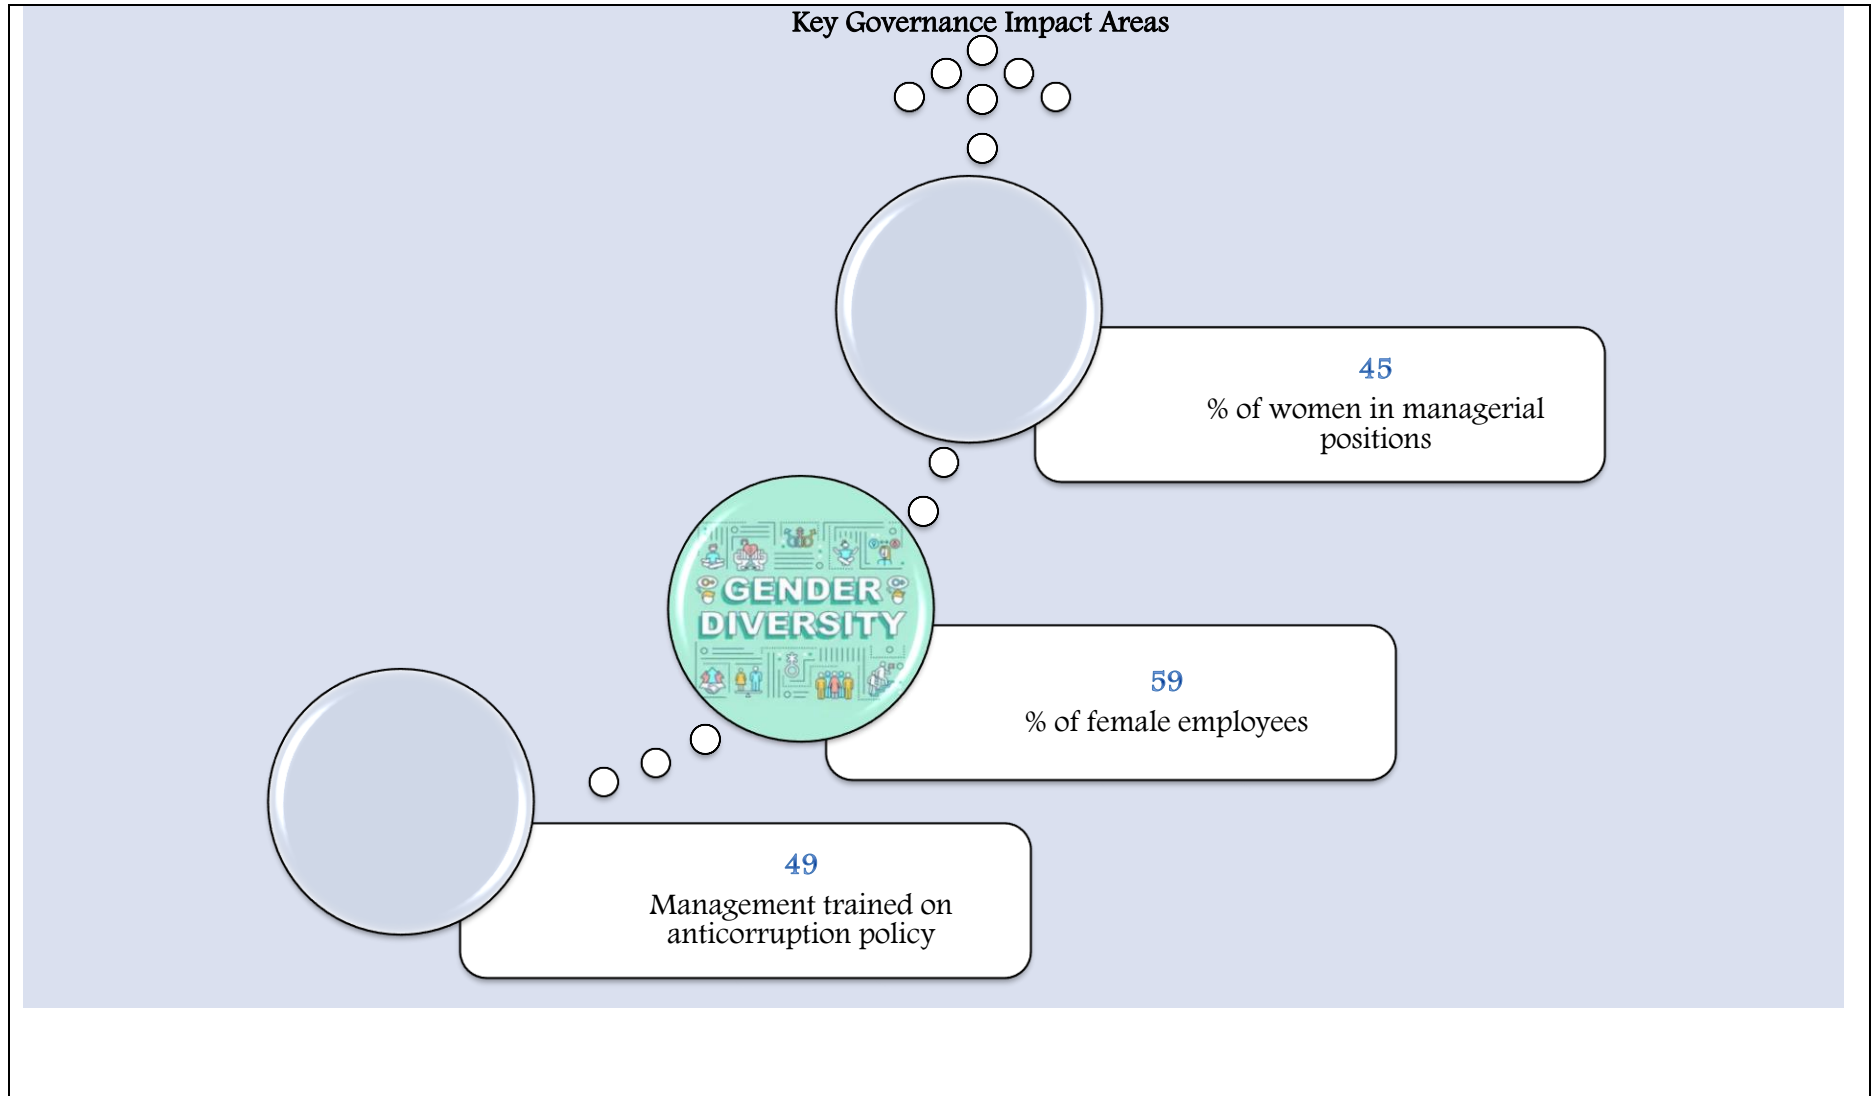 Key Governance Impact Areas
45
% of women in managerial
positions
GENDER
DIVERSITY
59
% of female employees
49
Management trained on
anticorruption policy